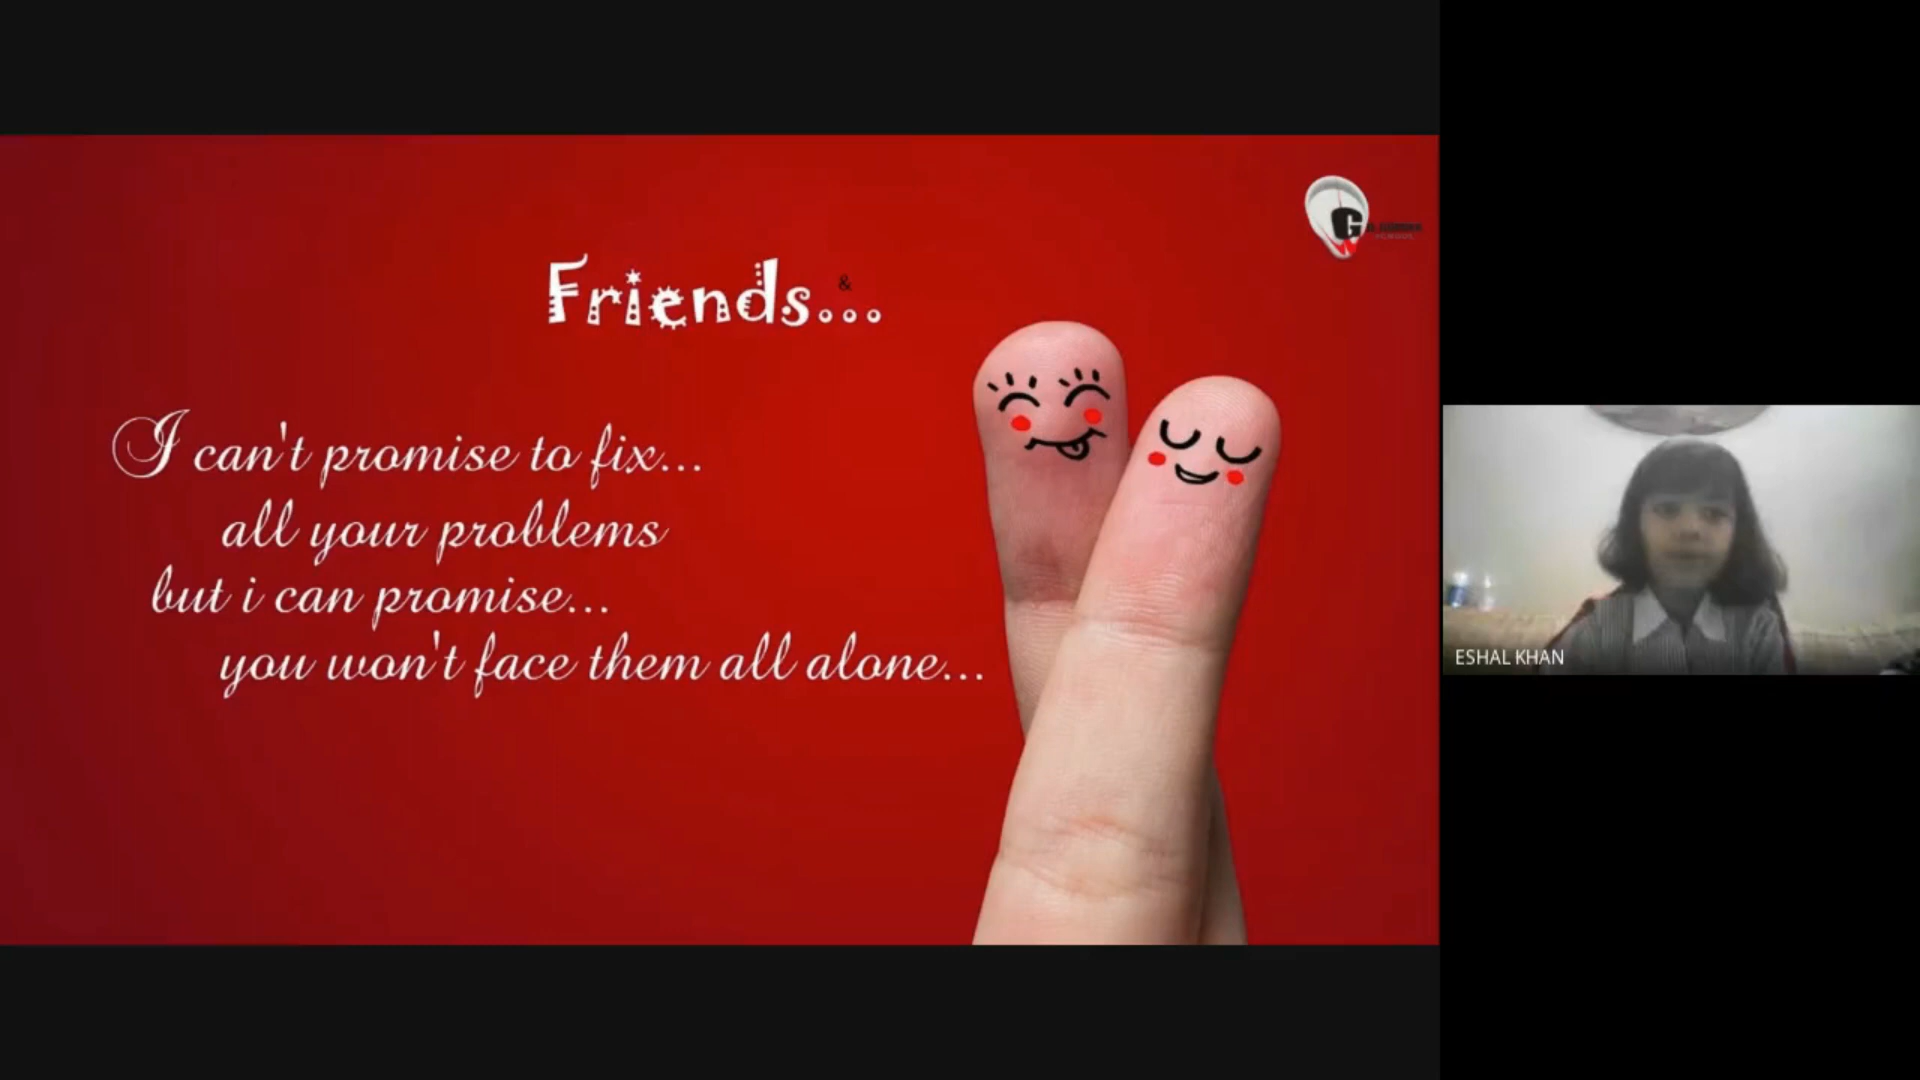 Friends...
&
I can't promise to fix...
all your problems
but i can promise...
you won't face them all alone...
G
ESHAL KHAN